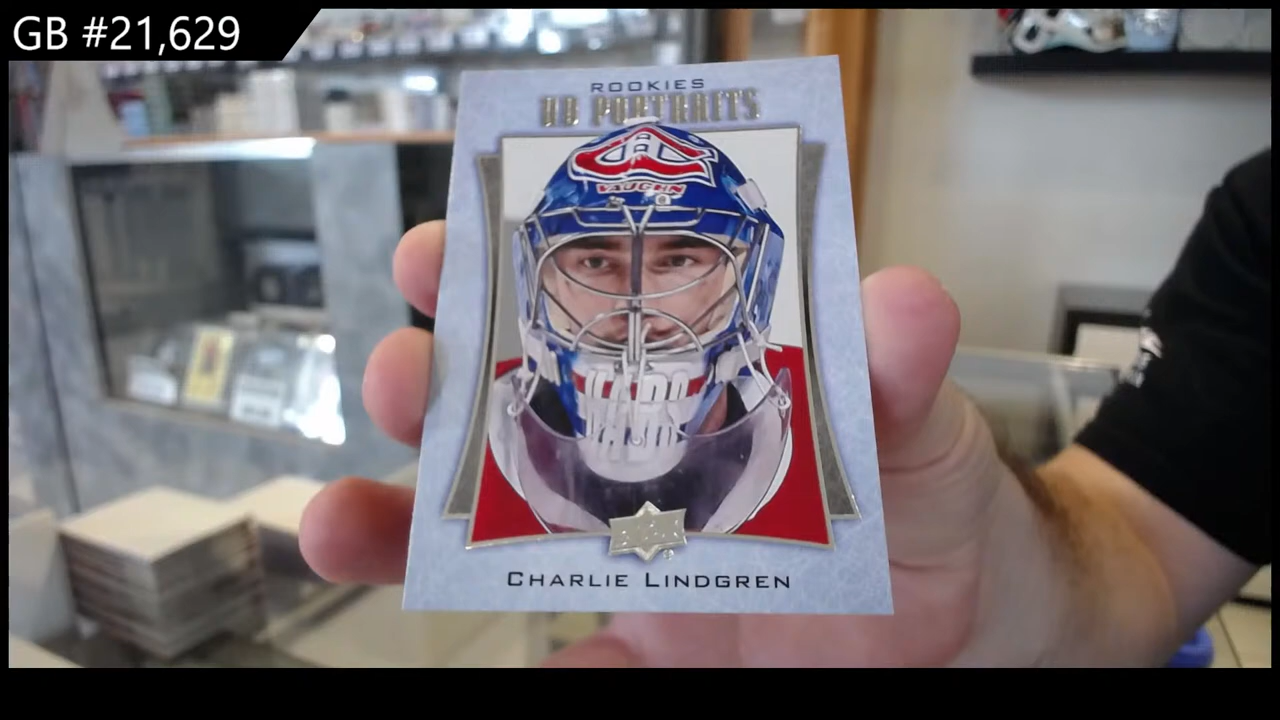 GB #21,629
ROOKIES
UD PORTRAITS
VAUGHN
CHARLIE LINDGREN